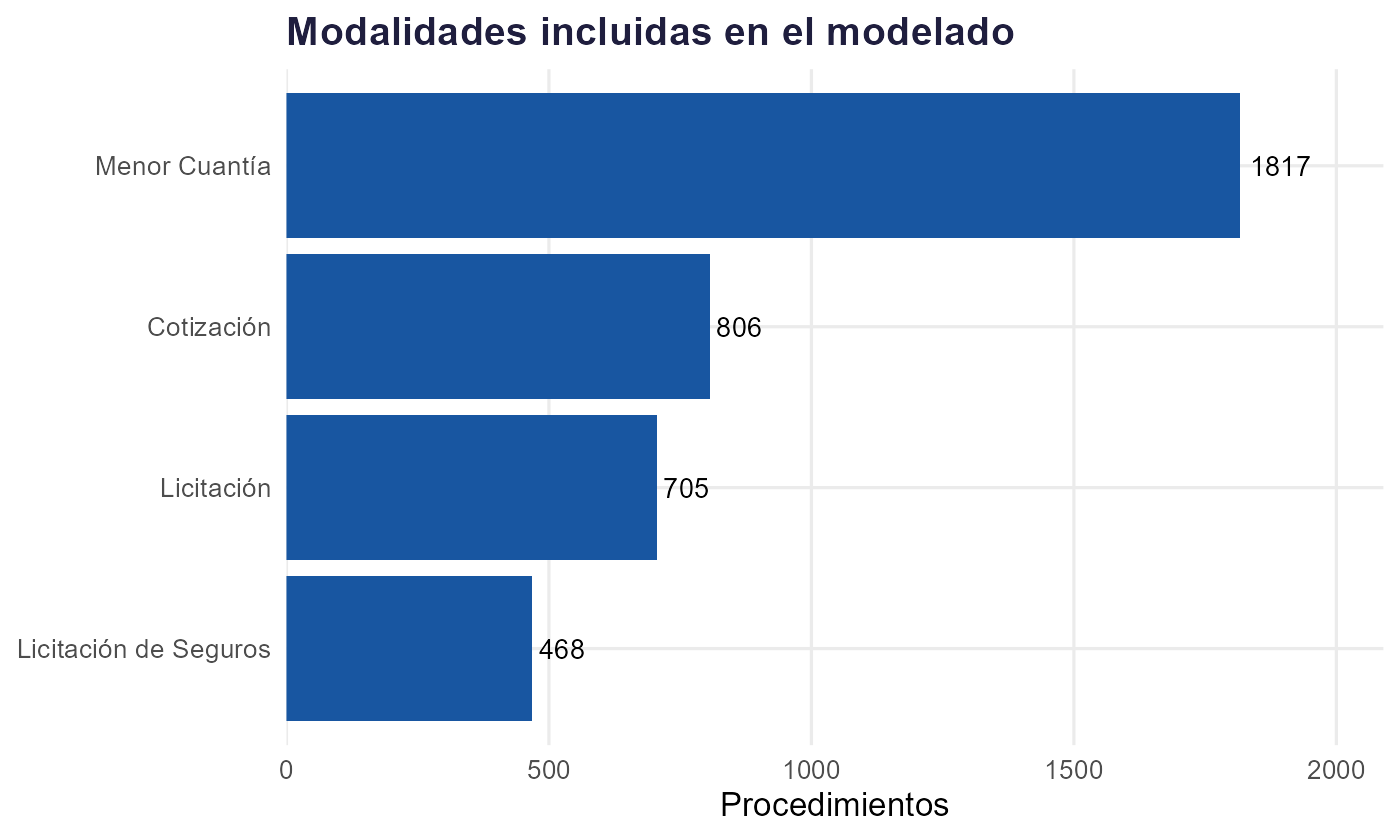 Modalidades incluidas en el modelado
Menor Cuantía
1817
Cotización
806
Licitación
705
Licitación de Seguros
468
0 500 1000 1500 2000
Procedimientos